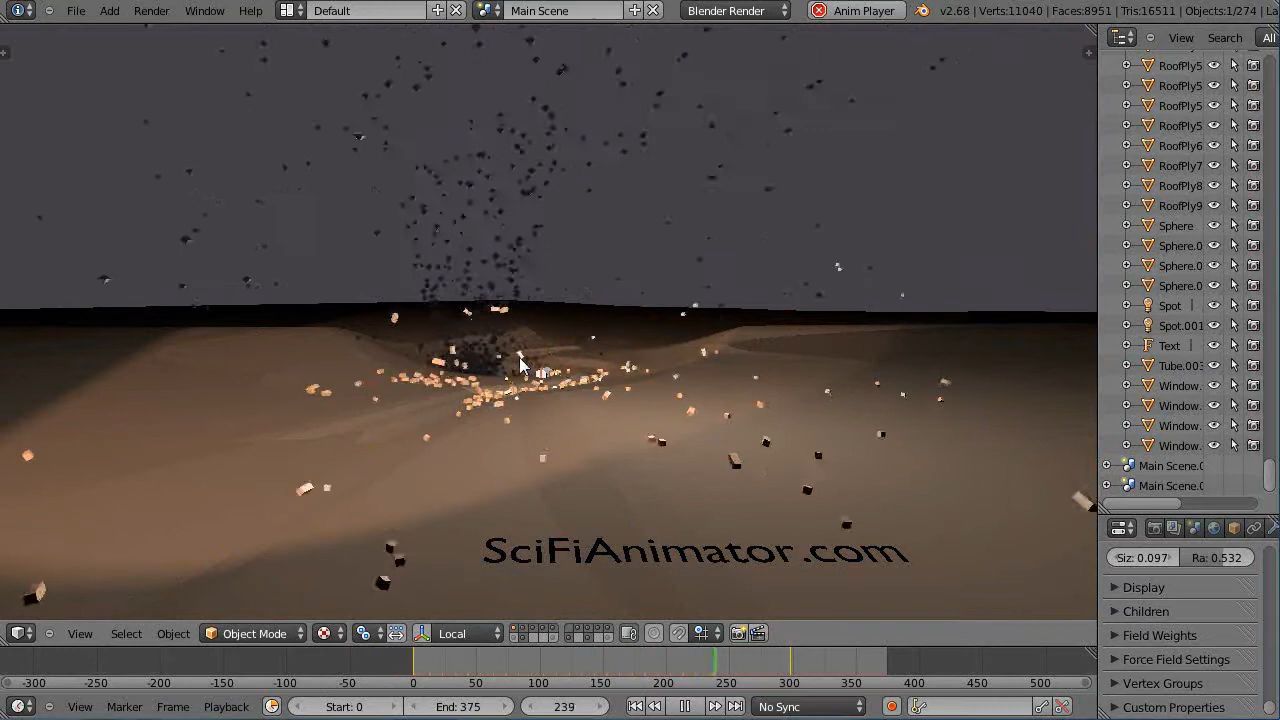 File Add Render Window Help Default Main Scene Blender Render Anim Player v2.68 | Verts:11040 | Faces:8951 | Tris:16511 | Objects:1/274 | La
View Search All
RoofPly5
RoofPly5
RoofPly5
RoofPly5
RoofPly6
RoofPly7
RoofPly8
RoofPly9
Sphere
Sphere.0
Sphere.0
Sphere.0
Spot
Spot.001
Text
Tube.003
Window.
Window.
Window.
Window.
Main Scene.0
Main Scene.0
Siz: 0.097 Ra: 0.532
Display
Children
Field Weights
Force Field Settings
Vertex Groups
Custom Properties
SciFiAnimator.com
View Select Object Object Mode Local
-300 -250 -200 -150 -100 -50 0 50 100 150 200 250 300 350 400 450 500
View Marker Frame Playback Start: 0 End: 375 239 No Sync